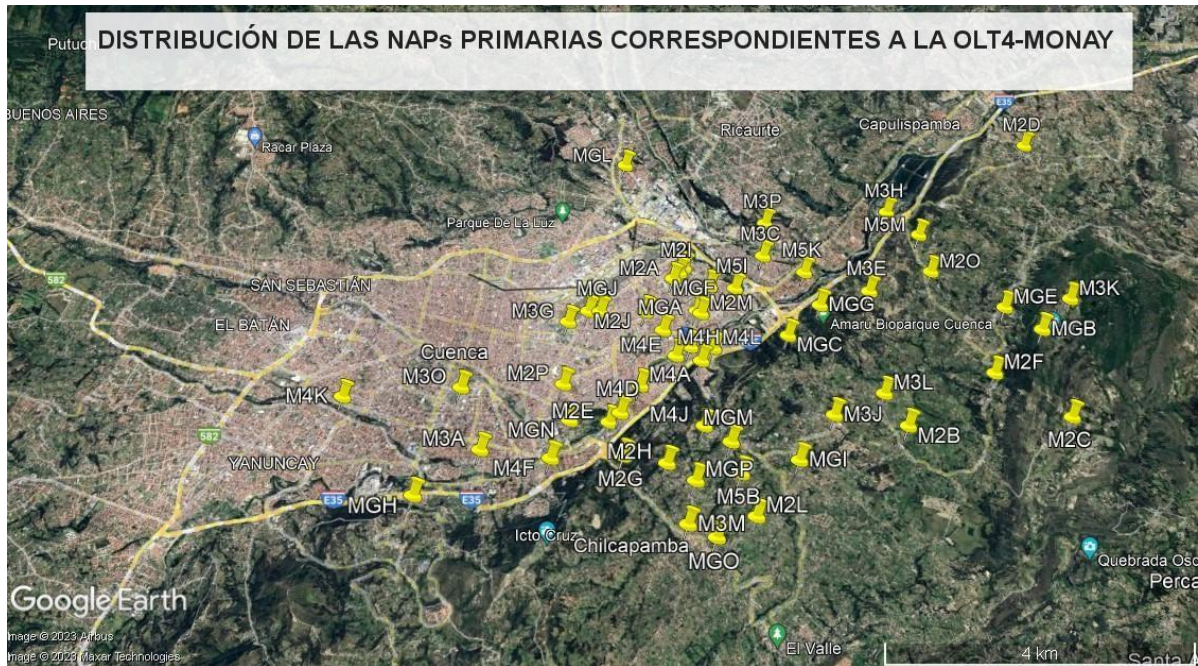 DISTRIBUCIÓN DE LAS NAPs PRIMARIAS CORRESPONDIENTES A LA OLT4-MONAY
Putuch
E35
BUENOS AIRES
Capulispamba
M2D
Ricaurte
Racar Plaza
MGL
M3H
M3P
Parque De La Luz
M5M
M3C
M2I
M5K
M2A
M5I
M2O
582
SAN SEBASTIÁN
MGF
M3E
MGJ
M3K
MGE
M3G
MGA
M2M
MGG
M2J
EL BATÁN
Amaru Bioparque Cuenca
MGB
M4H
M4L
M4E
MGC
Cuenca
M2F
M2P
M4A
M3O
M4K
M4D
M3L
M2E
M4J
MGM
M3J
MGN
582
M3A
M2B
M2C
M2H
YANUNCAY
M4F
MGI
M2G
MGP
M5B
E35
E35
MGH
M2L
M3M
Icto Cruz
Chilcapamba
MGO
Quebrada Oso
Perca
Google Earth
Image © 2023 Airbus
Image © 2023 Maxar Technologies
El Valle
4 km
Santa A